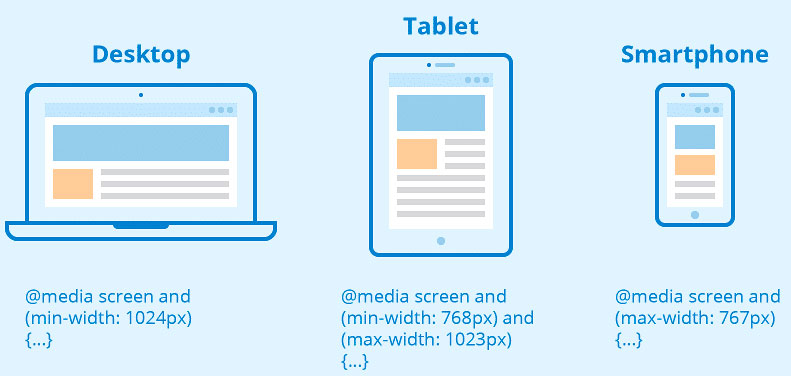 Desktop
Tablet
Smartphone
@media screen and
(min-width: 1024px)
{...}
@media screen and
(min-width: 768px) and
(max-width: 1023px)
{...}
@media screen and
(max-width: 767px)
{...}